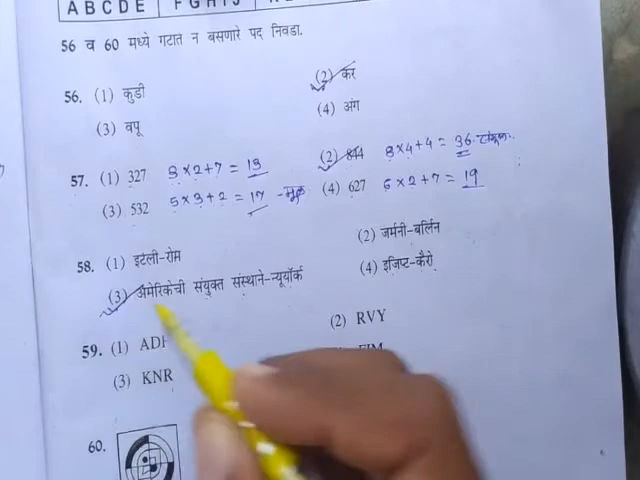 A B C D E
F G H I J
56 व 60 मध्ये गटात न बसणारे पद निवडा.
56. (1) कुडी (2) कर
(3) वपू (4) अंग
57. (1) 327 3×2+7 = 13 (2) 844 8×4+4 = 36
(3) 532 5×3+2 = 17 - मूळ (4) 627 6×2+7 = 19
58. (1) इटली-रोम (2) जर्मनी-बर्लिन
(3) अमेरिकेची संयुक्त संस्थाने-न्यूयॉर्क (4) इजिप्ट-कैरो
59. (1) (2) RVY
(3) KNR
60.